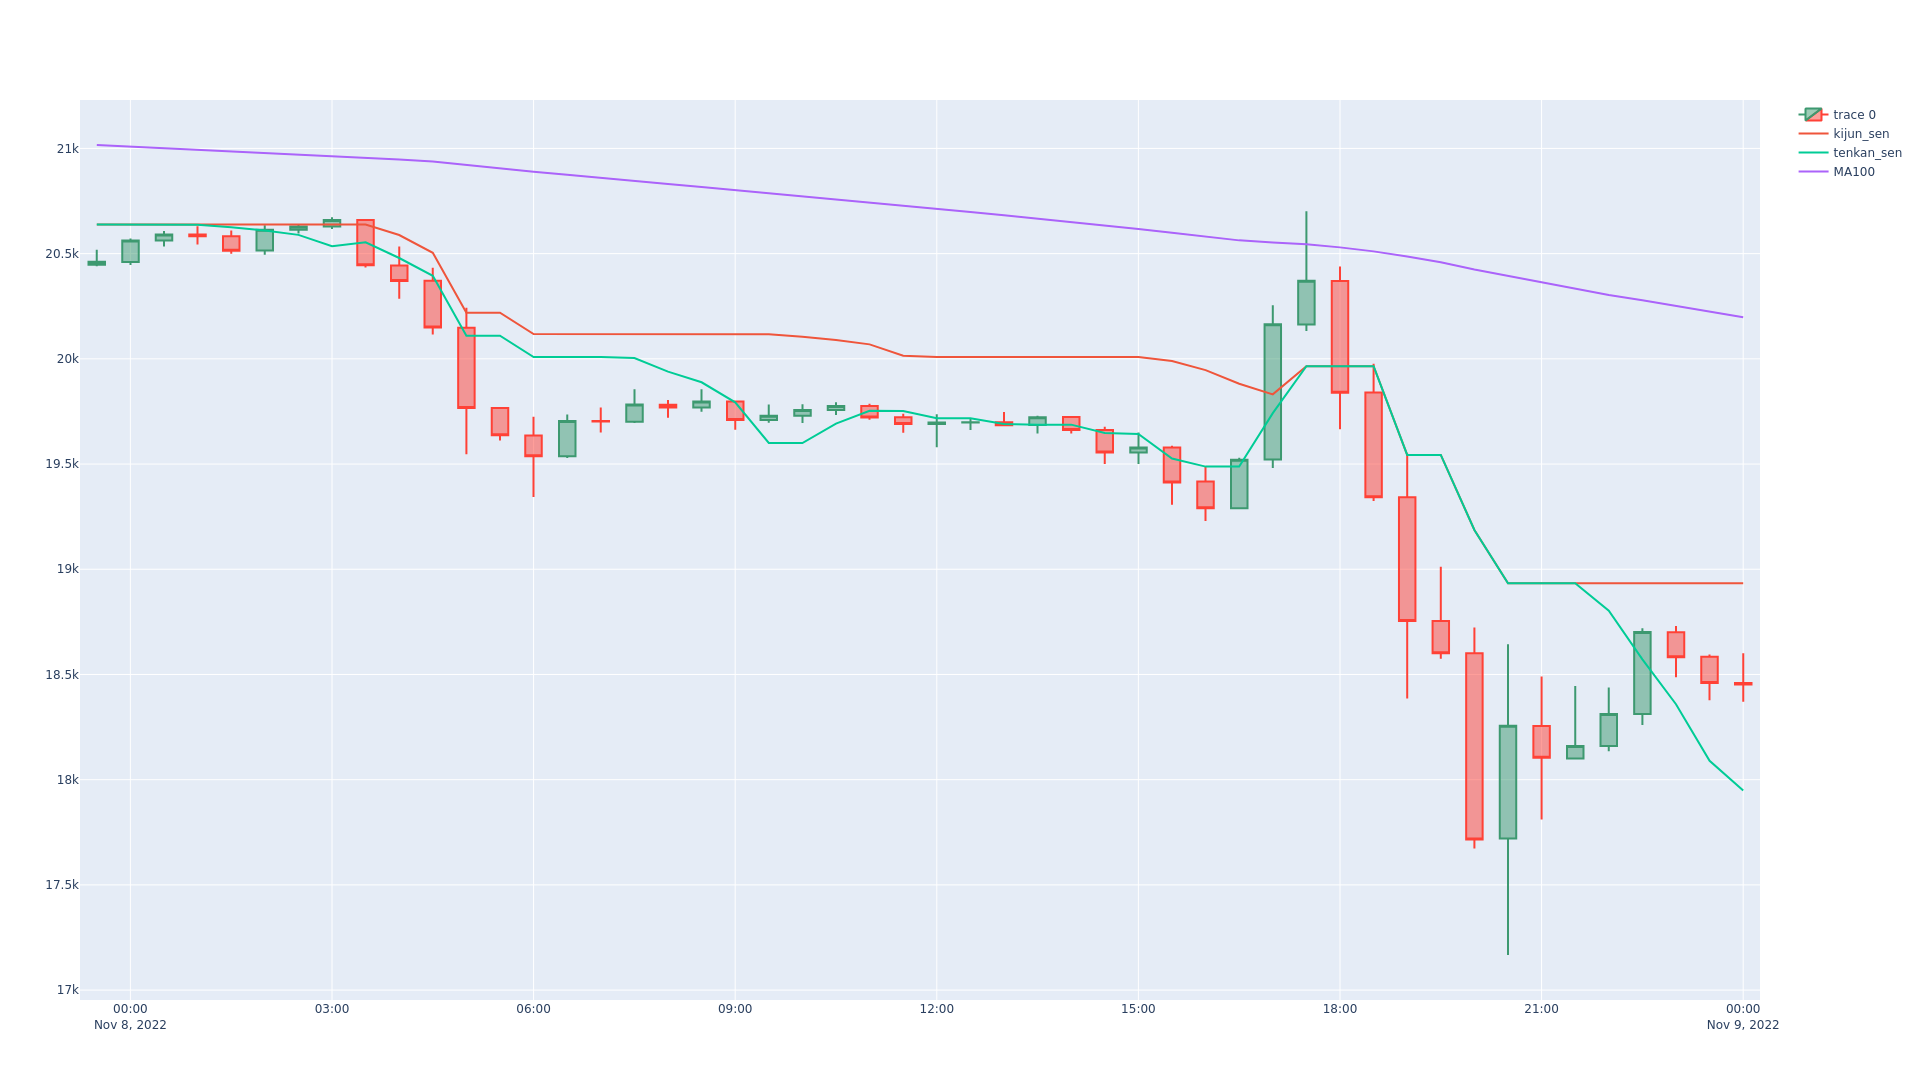 trace 0
kijun_sen
tenkan_sen
MA100
21k
20.5k
20k
19.5k
19k
18.5k
18k
17.5k
17k
00:00 03:00 06:00 09:00 12:00 15:00 18:00 21:00 00:00
Nov 8, 2022 Nov 9, 2022